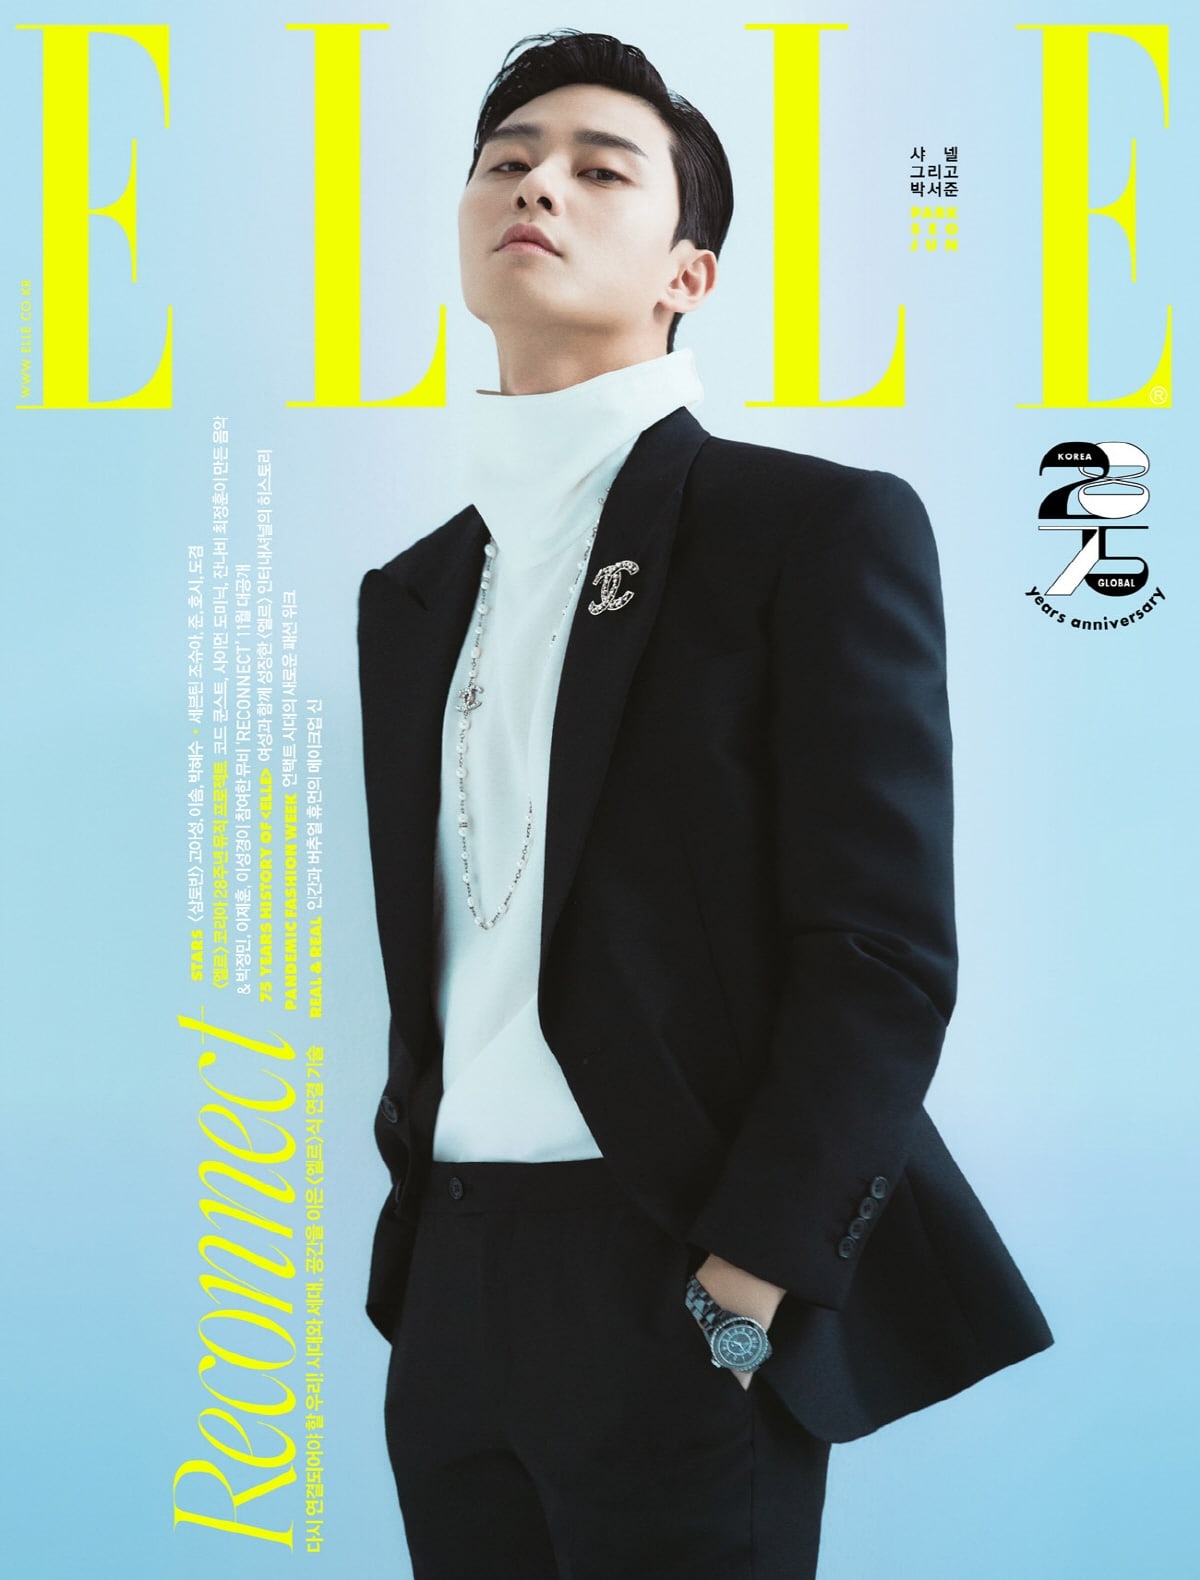 ELLE
WWW.ELLE.CO.KR
샤넬
그리고
박서준
PARK
SEO
JUN
®
KOREA
28
75
GLOBAL
years anniversary
STARS <삼토반> 고아성, 이솜, 박혜수 · 세븐틴 조슈아, 준, 호시, 도겸
<엘르> 코리아 28주년 뮤직 프로젝트 코드 쿤스트, 사이먼 도미닉, 잔나비 최정훈이 만든 음악
& 박정민, 이제훈, 이성경이 참여한 뮤비 'RECONNECT' 11월 대공개
75 YEARS HISTORY OF <ELLE> 여성과 함께 성장한 <엘르> 인터내셔널의 히스토리
PANDEMIC FASHION WEEK 언택트 시대의 새로운 패션 위크
REAL & REAL 인간과 버추얼 휴먼의 메이크업 신
Reconnect
다시 연결되어야 할 우리! 시대와 세대, 공간을 이은 <엘르>식 연결 기술